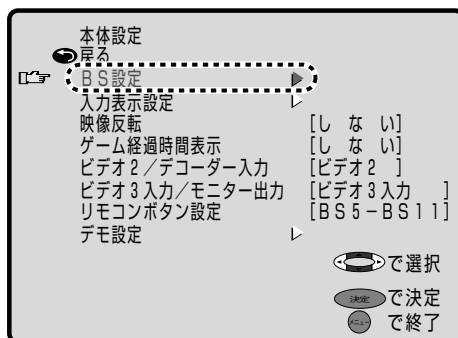 本体設定
戻る
BS設定
入力表示設定
映像反転 [し な い]
ゲーム経過時間表示 [し な い]
ビデオ2/デコーダー入力 [ビデオ2 ]
ビデオ3入力/モニター出力 [ビデオ3入力 ]
リモコンボタン設定 [BS5-BS11]
デモ設定
で選択
決定 で決定
メニュー で終了